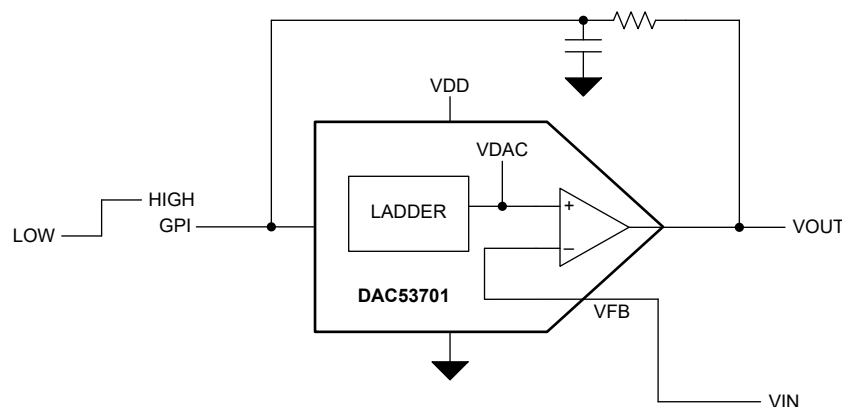 VDD
VDAC
HIGH
LADDER
+
LOW
GPI
VOUT
−
DAC53701
VFB
VIN